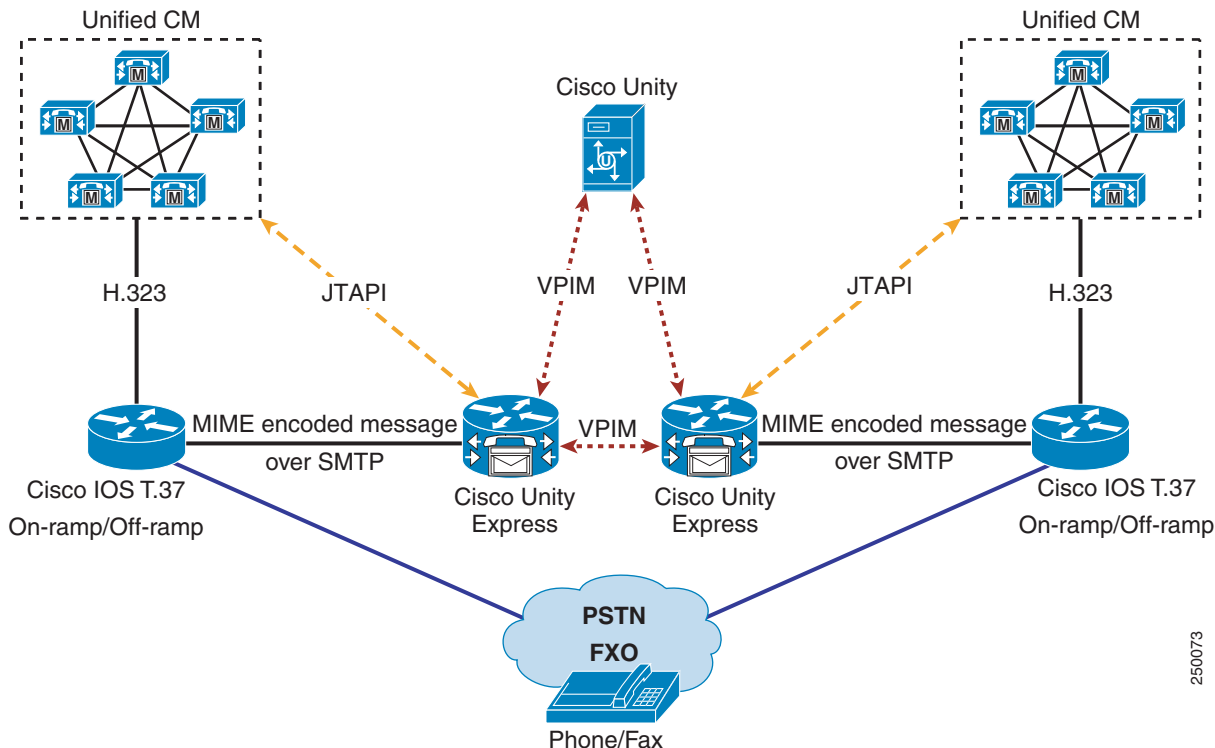 Unified CM
Unified CM
Cisco Unity
M
M
M
M
M
M
M
M
M
M
U
H.323
JTAPI
VPIM
VPIM
JTAPI
H.323
MIME encoded message
over SMTP
VPIM
MIME encoded message
over SMTP
Cisco IOS T.37
On-ramp/Off-ramp
Cisco Unity
Express
Cisco Unity
Express
Cisco IOS T.37
On-ramp/Off-ramp
PSTN
FXO
Phone/Fax
250073